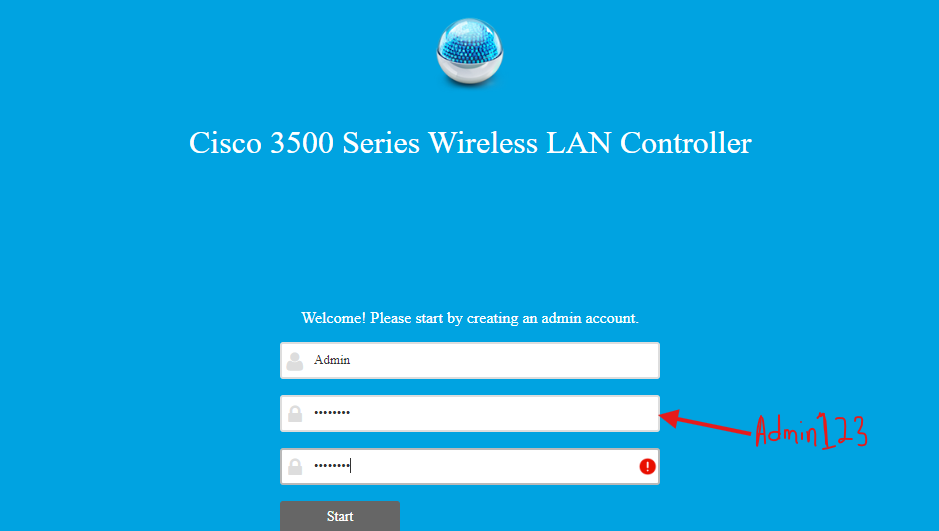 Cisco 3500 Series Wireless LAN Controller
Welcome! Please start by creating an admin account.
Admin
••••••••
Admin123
••••••••
Start